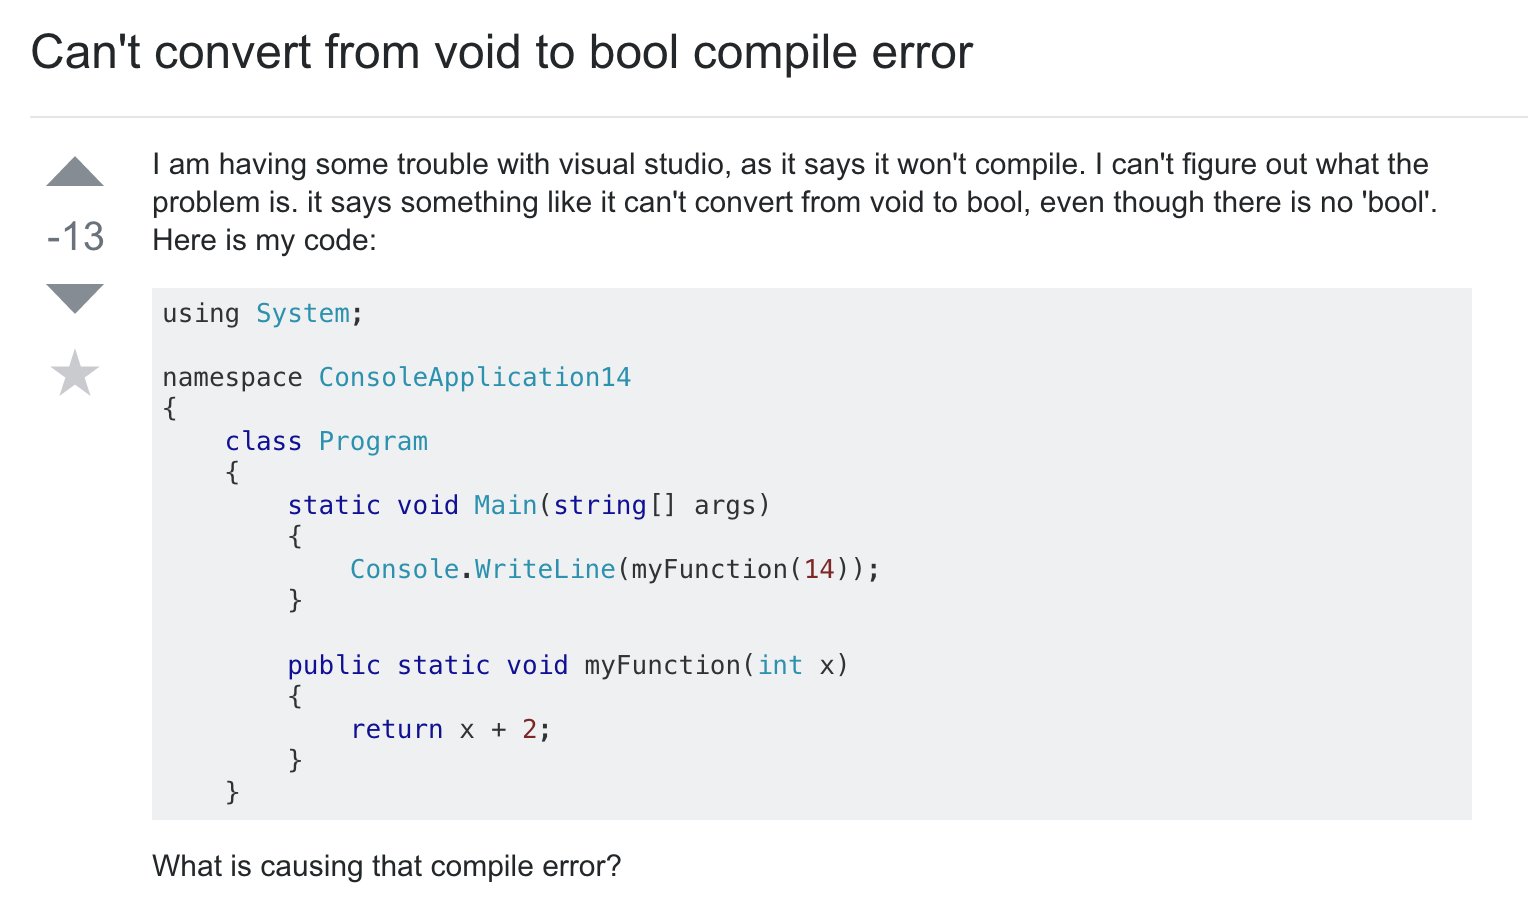 Can't convert from void to bool compile error
I am having some trouble with visual studio, as it says it won't compile. I can't figure out what the
problem is. it says something like it can't convert from void to bool, even though there is no 'bool'.
-13
Here is my code:
using System;
namespace ConsoleApplication14
{
    class Program
    {
        static void Main(string[] args)
        {
            Console.WriteLine(myFunction(14));
        }
        public static void myFunction(int x)
        {
            return x + 2;
        }
    }
What is causing that compile error?